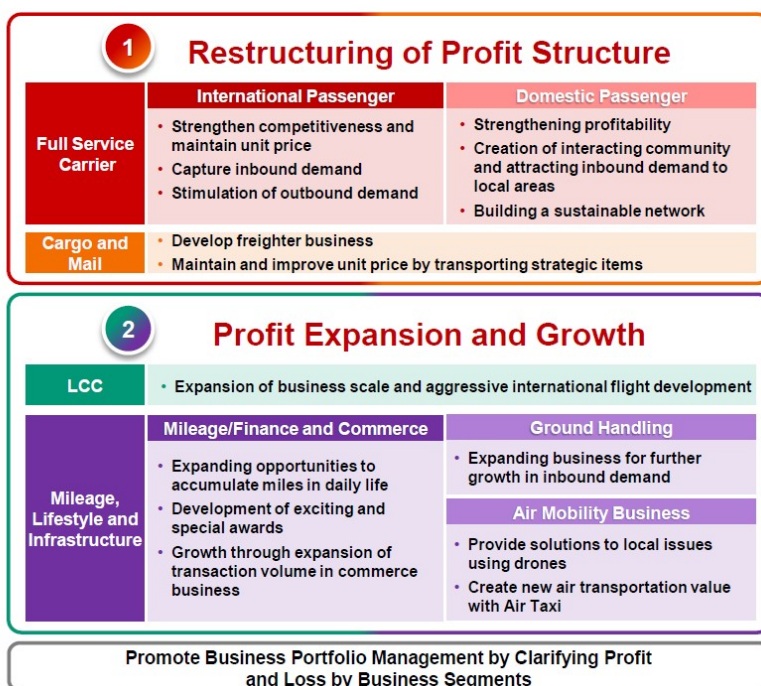 1
Restructuring of Profit Structure
Full Service
Carrier
International Passenger
• Strengthen competitiveness and
maintain unit price
• Capture inbound demand
• Stimulation of outbound demand
Domestic Passenger
• Strengthening profitability
• Creation of interacting community
and attracting inbound demand to
local areas
• Building a sustainable network
Cargo and
Mail
• Develop freighter business
• Maintain and improve unit price by transporting strategic items
2
Profit Expansion and Growth
LCC
• Expansion of business scale and aggressive international flight development
Mileage,
Lifestyle and
Infrastructure
Mileage/Finance and Commerce
• Expanding opportunities to
accumulate miles in daily life
• Development of exciting and
special awards
• Growth through expansion of
transaction volume in commerce
business
Ground Handling
• Expanding business for further
growth in inbound demand
Air Mobility Business
• Provide solutions to local issues
using drones
• Create new air transportation value
with Air Taxi
Promote Business Portfolio Management by Clarifying Profit
and Loss by Business Segments